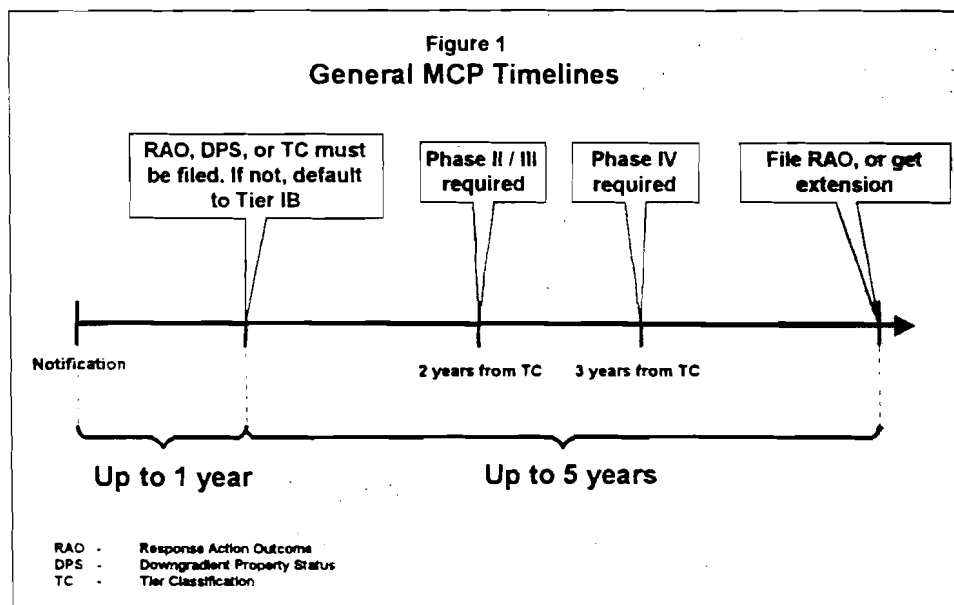 Figure 1
General MCP Timelines
RAO, DPS, or TC must
be filed. If not, default
to Tier IB
Phase II / III
required
Phase IV
required
File RAO, or get
extension
Notification
2 years from TC
3 years from TC
Up to 1 year
Up to 5 years
RAO - Response Action Outcome
DPS - Downgradient Property Status
TC - Tier Classification